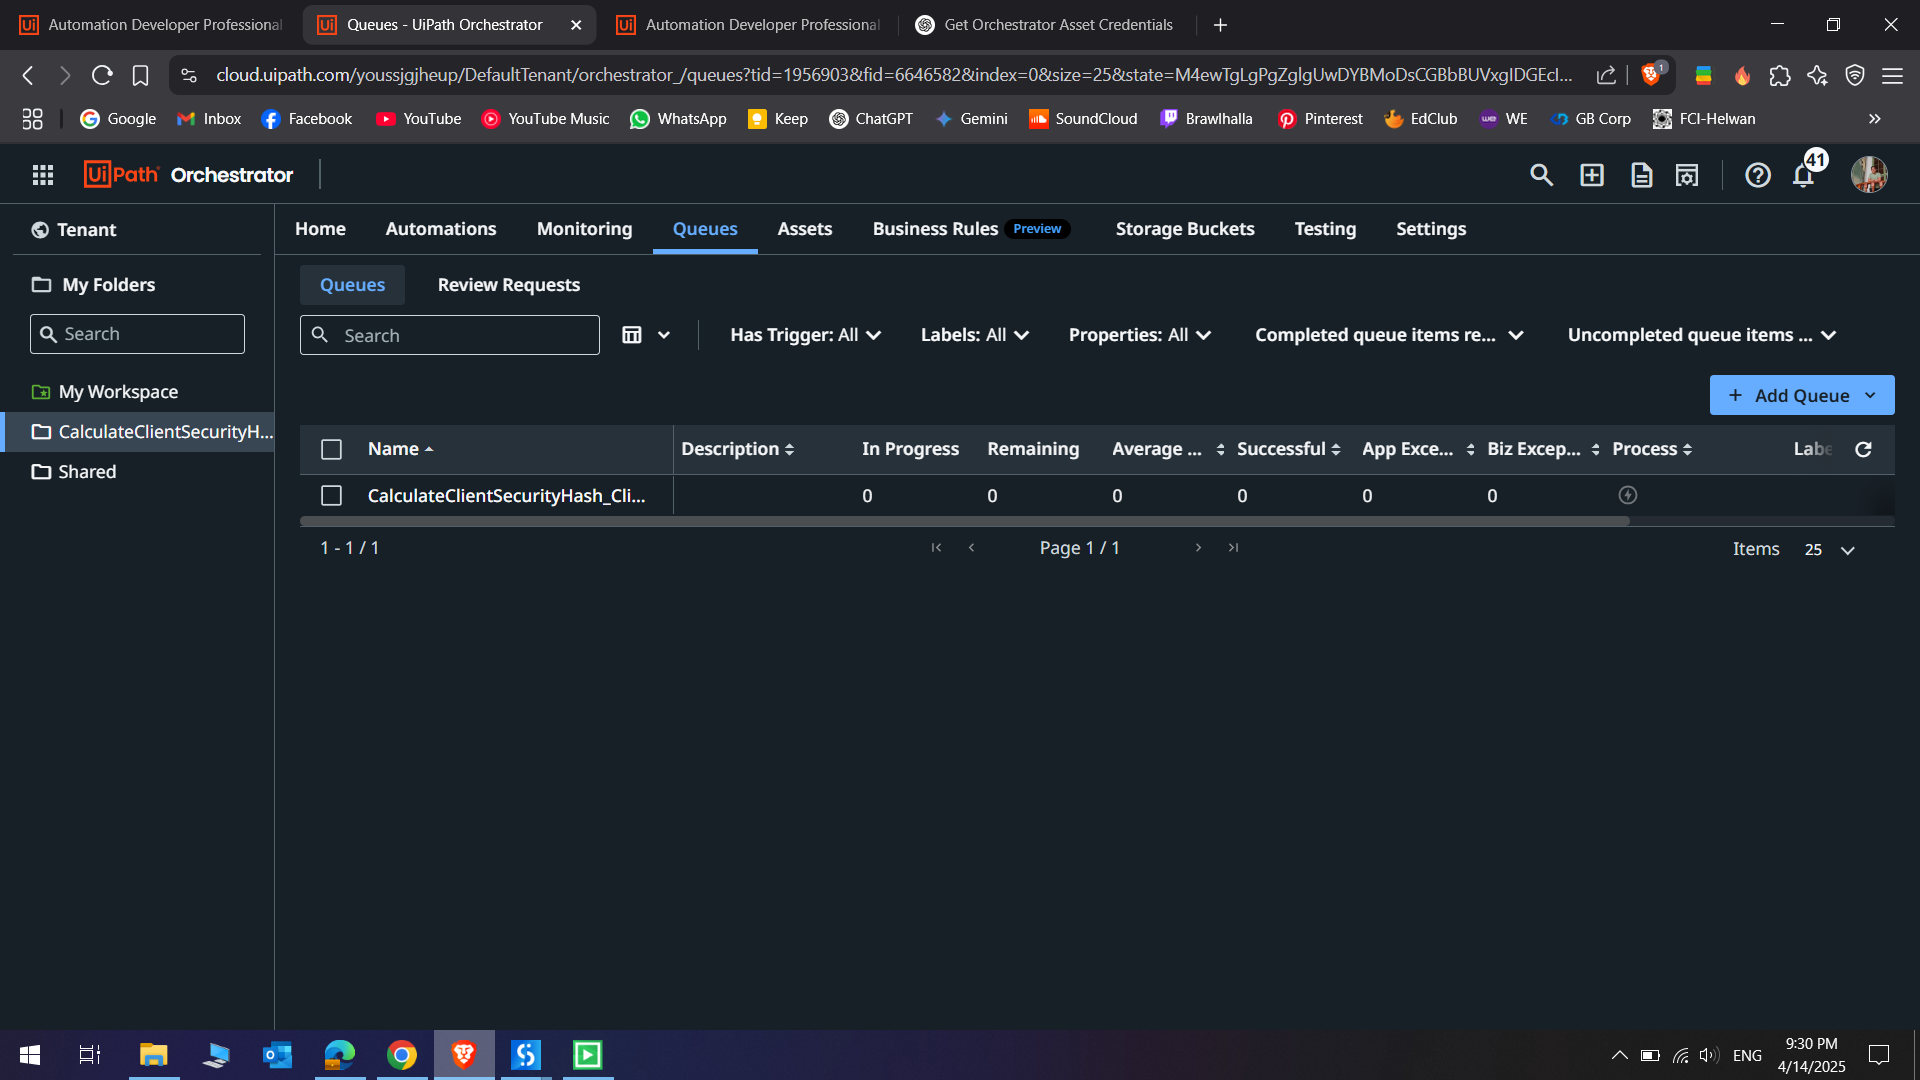 Automation Developer Professional
Queues - UiPath Orchestrator
Automation Developer Professional
Get Orchestrator Asset Credentials
cloud.uipath.com/youssjgjheup/DefaultTenant/orchestrator_/queues?tid=1956903&fid=6646582&index=0&size=25&state=M4ewTgLgPgZglgUwDYBMoDsCGBbBUVxgIDGEcI...
1
Google
Inbox
Facebook
YouTube
YouTube Music
WhatsApp
Keep
ChatGPT
Gemini
SoundCloud
Brawlhalla
Pinterest
EdClub
WE
GB Corp
FCI-Helwan
UiPath Orchestrator
41
Tenant
Home
Automations
Monitoring
Queues
Assets
Business Rules Preview
Storage Buckets
Testing
Settings
My Folders
Search
My Workspace
CalculateClientSecurityH...
Shared
Queues
Review Requests
Search
Has Trigger: All
Labels: All
Properties: All
Completed queue items re...
Uncompleted queue items ...
Add Queue
Name
Description
In Progress
Remaining
Average ...
Successful
App Exce...
Biz Excep...
Process
Labe
CalculateClientSecurityHash_Cli...
0
0
0
0
0
0
1 - 1 / 1
Page 1 / 1
Items 25
ENG
9:30 PM
4/14/2025